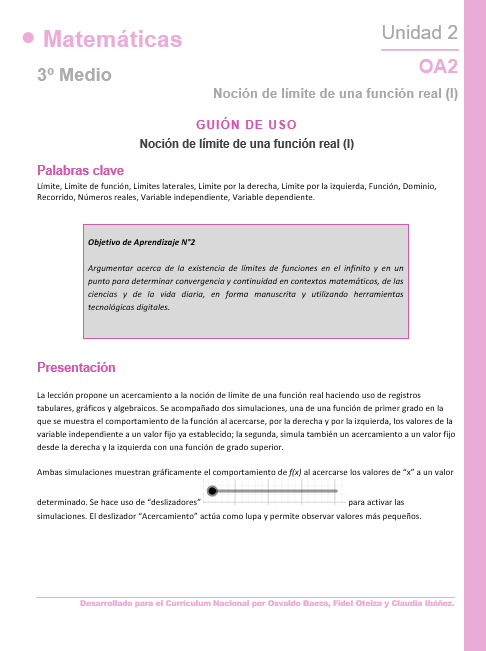 • Matemáticas
Unidad 2
3º Medio
OA2
Noción de límite de una función real (I)
GUIÓN DE USO
Noción de límite de una función real (I)
Palabras clave
Límite, Límite de función, Límites laterales, Límite por la derecha, Límite por la izquierda, Función, Dominio,
Recorrido, Números reales, Variable independiente, Variable dependiente.
Objetivo de Aprendizaje N°2
Argumentar acerca de la existencia de límites de funciones en el infinito y en un
punto para determinar convergencia y continuidad en contextos matemáticos, de las
ciencias y de la vida diaria, en forma manuscrita y utilizando herramientas
tecnológicas digitales.
Presentación
La lección propone un acercamiento a la noción de límite de una función real haciendo uso de registros
tabulares, gráficos y algebraicos. Se acompañado dos simulaciones, una de una función de primer grado en la
que se muestra el comportamiento de la función al acercarse, por la derecha y por la izquierda, los valores de la
variable independiente a un valor fijo ya establecido; la segunda, simula también un acercamiento a un valor fijo
desde la derecha y la izquierda con una función de grado superior.
Ambas simulaciones muestran gráficamente el comportamiento de f(x) al acercarse los valores de “x” a un valor
determinado. Se hace uso de “deslizadores” para activar las
simulaciones. El deslizador “Acercamiento” actúa como lupa y permite observar valores más pequeños.
Desarrollado para el Currículum Nacional por Osvaldo Baeza, Fidel Oteiza y Claudia Ibáñez.